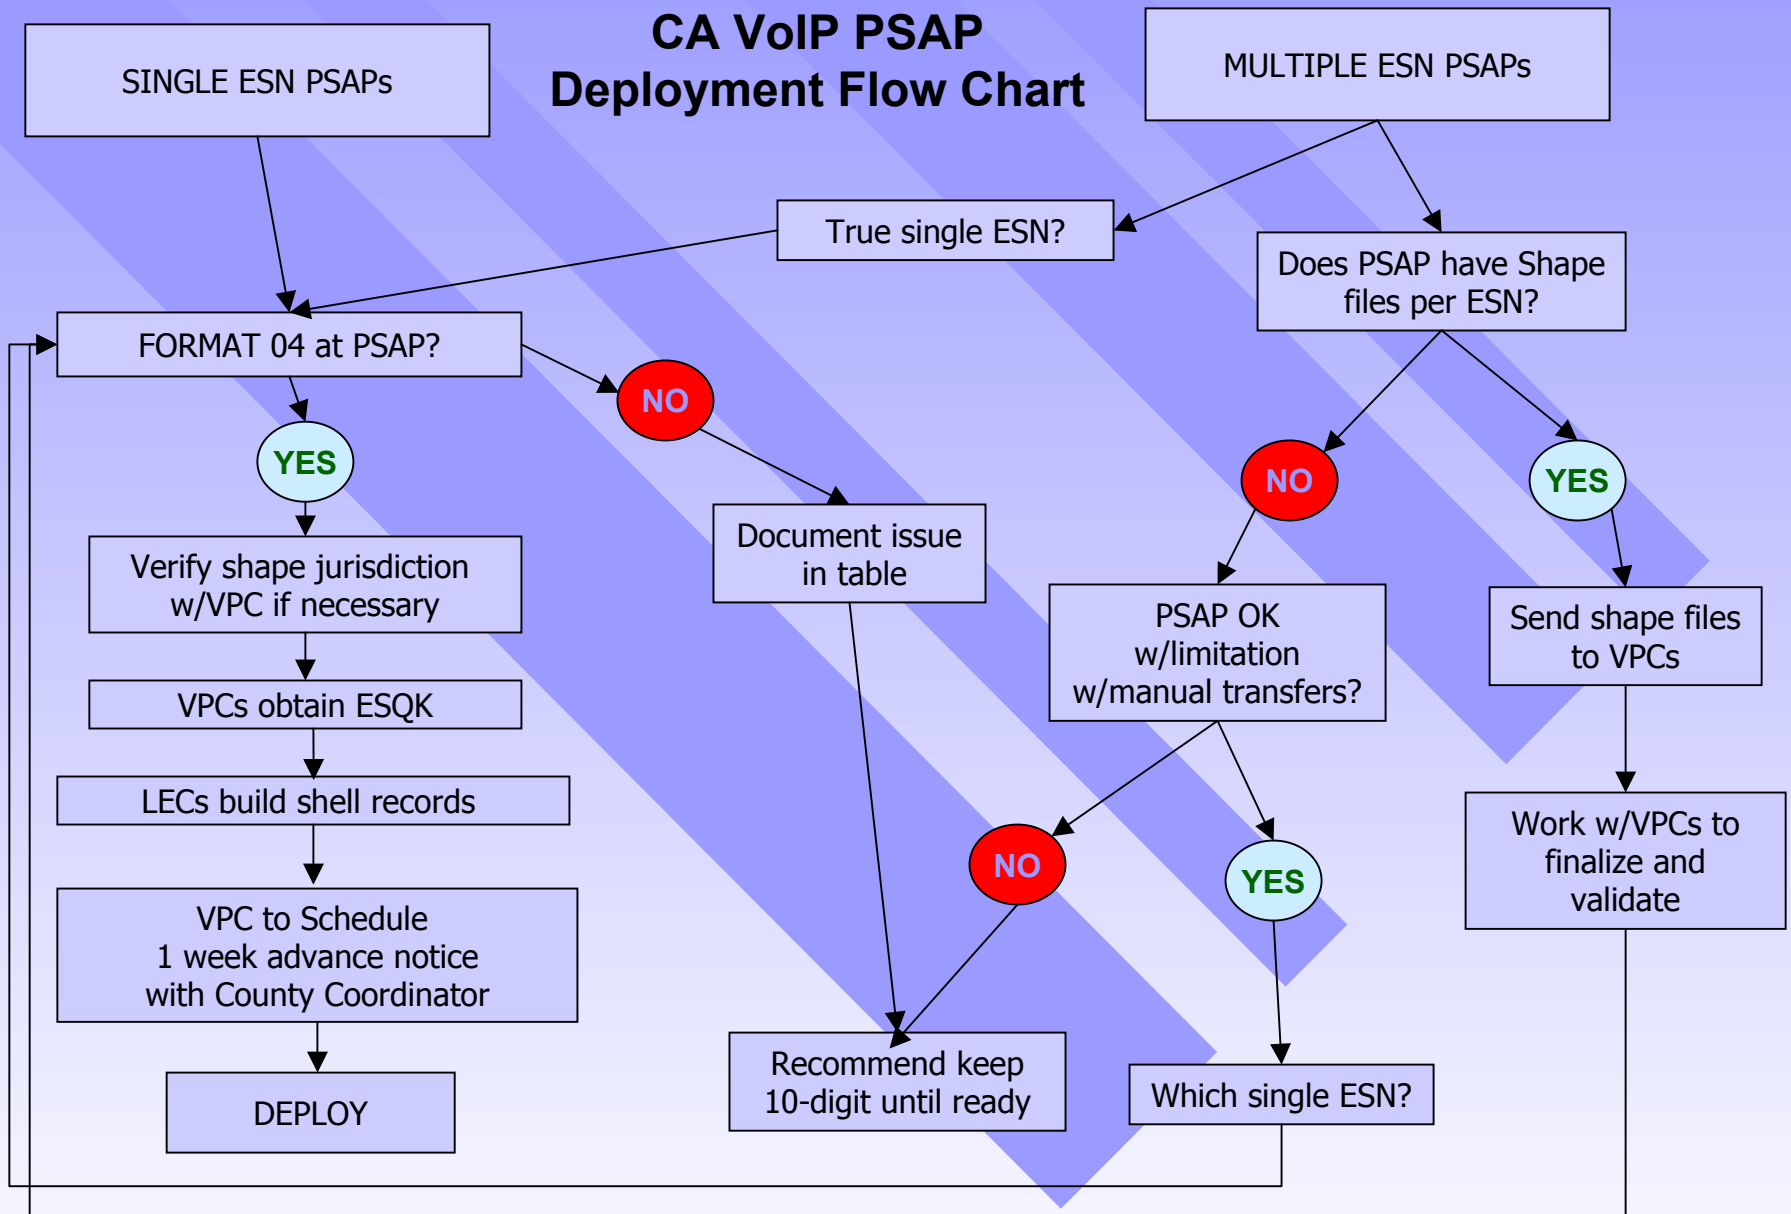 CA VoIP PSAP
Deployment Flow Chart
SINGLE ESN PSAPs
MULTIPLE ESN PSAPs
True single ESN?
Does PSAP have Shape
files per ESN?
FORMAT 04 at PSAP?
NO
YES
NO
YES
Verify shape jurisdiction
w/VPC if necessary
Document issue
in table
PSAP OK
w/limitation
w/manual transfers?
Send shape files
to VPCs
VPCs obtain ESQK
LECs build shell records
NO
YES
Work w/VPCs to
finalize and
validate
VPC to Schedule
1 week advance notice
with County Coordinator
Recommend keep
10-digit until ready
Which single ESN?
DEPLOY